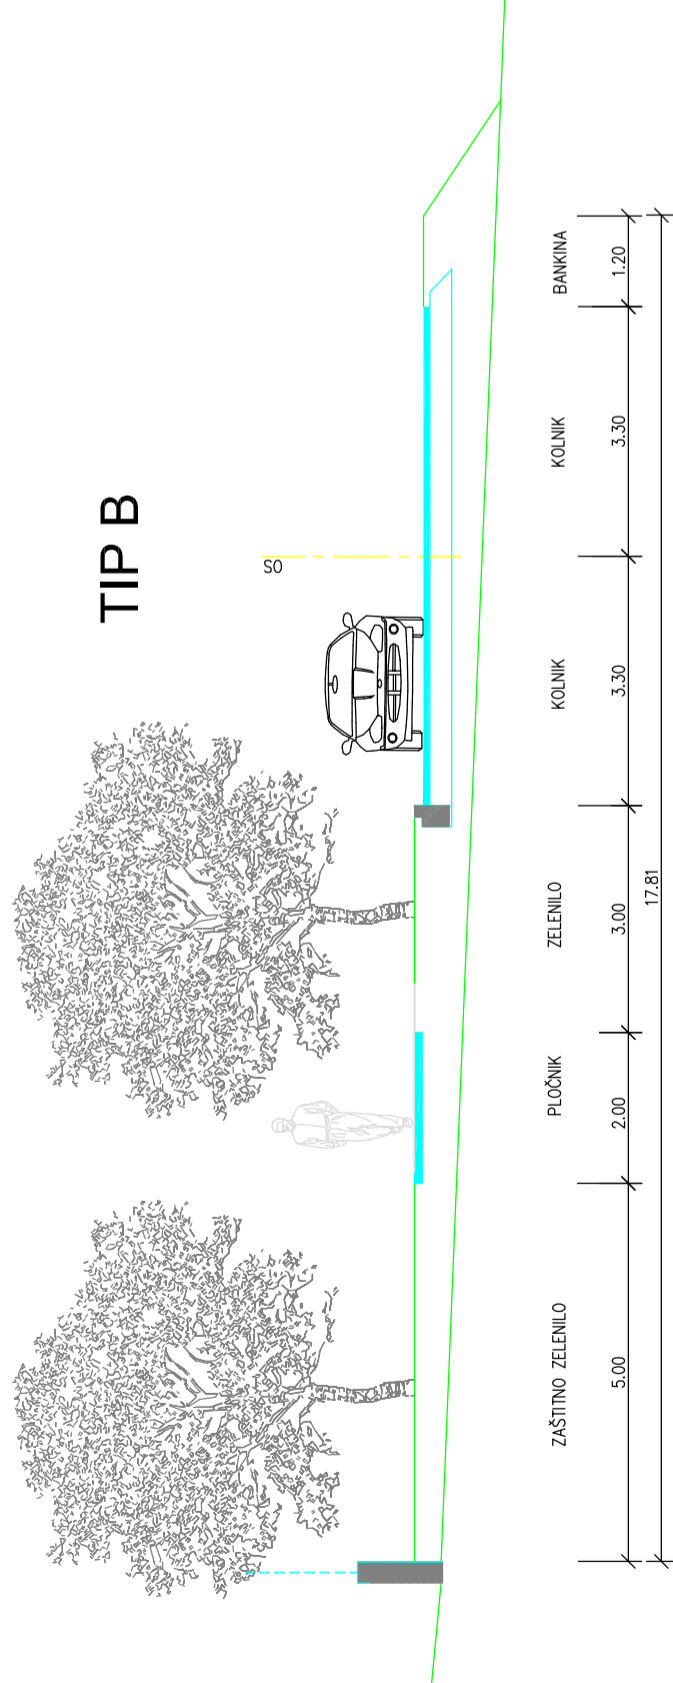 TIP B
SO
ZAŠTITNO ZELENILO
PLOČNIK
ZELENILO
KOLNIK
KOLNIK
BANKINA
5.00
2.00
3.00
3.30
3.30
1.20
17.81